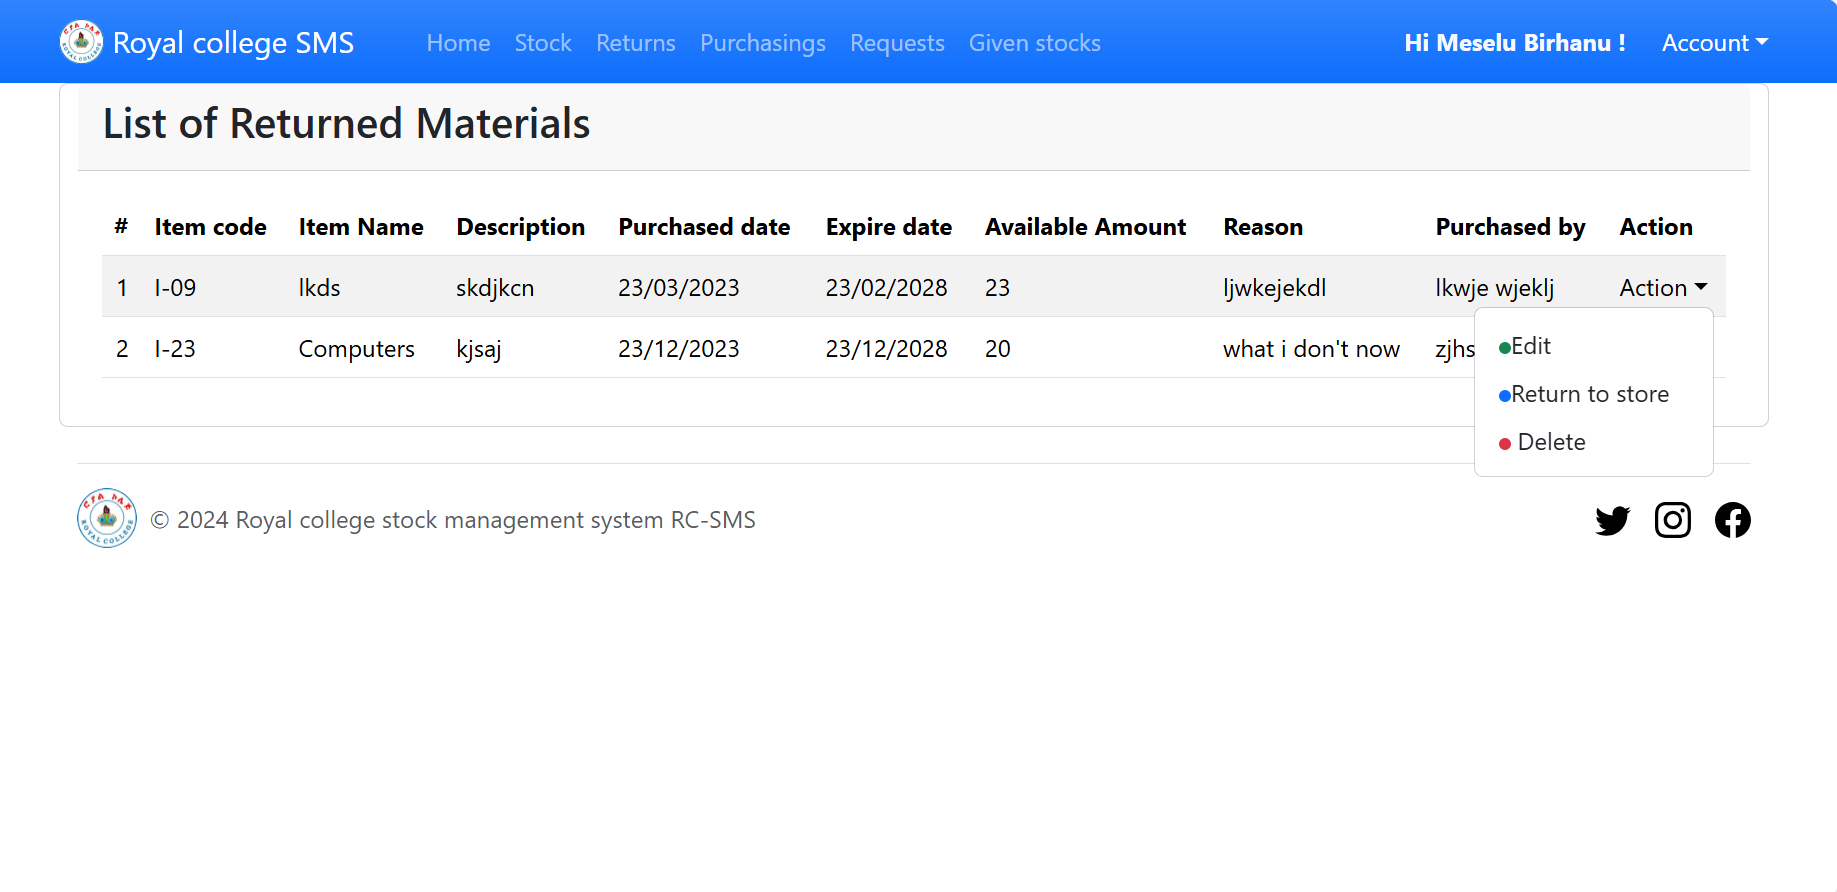 Royal college SMS Home Stock Returns Purchasings Requests Given stocks Hi Meselu Birhanu ! Account
List of Returned Materials
# Item code Item Name Description Purchased date Expire date Available Amount Reason Purchased by Action
1 I-09 lkds skdjkcn 23/03/2023 23/02/2028 23 ljwkejekdl lkwje wjeklj Action
2 I-23 Computers kjsaj 23/12/2023 23/12/2028 20 what i don't now zjhs
Edit
Return to store
Delete
© 2024 Royal college stock management system RC-SMS